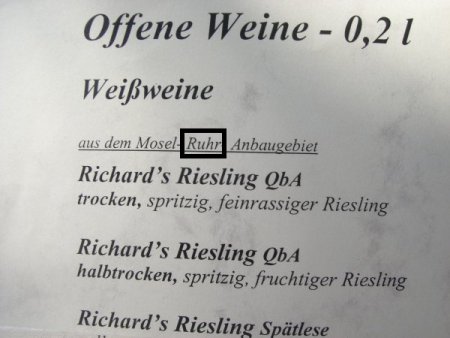 Offene Weine - 0,2 l
Weißweine
aus dem Mosel- Ruhr Anbaugebiet
Richard's Riesling QbA
trocken, spritzig, feinrassiger Riesling
Richard's Riesling QbA
halbtrocken, spritzig, fruchtiger Riesling
Richard's Riesling Spätlese